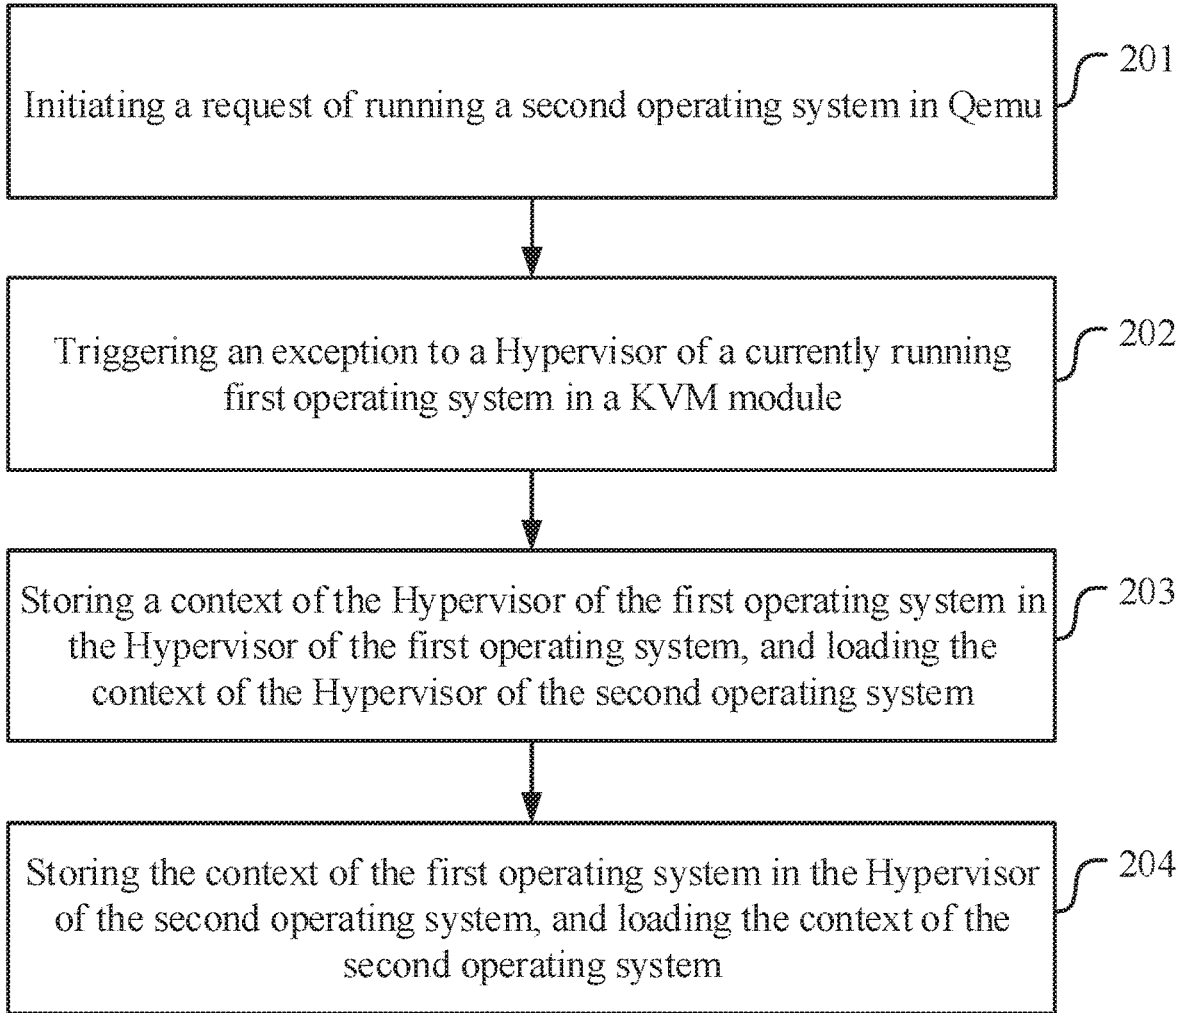 Initiating a request of running a second operating system in Qemu
201
Triggering an exception to a Hypervisor of a currently running
first operating system in a KVM module
202
Storing a context of the Hypervisor of the first operating system in
the Hypervisor of the first operating system, and loading the
context of the Hypervisor of the second operating system
203
Storing the context of the first operating system in the Hypervisor
of the second operating system, and loading the context of the
second operating system
204